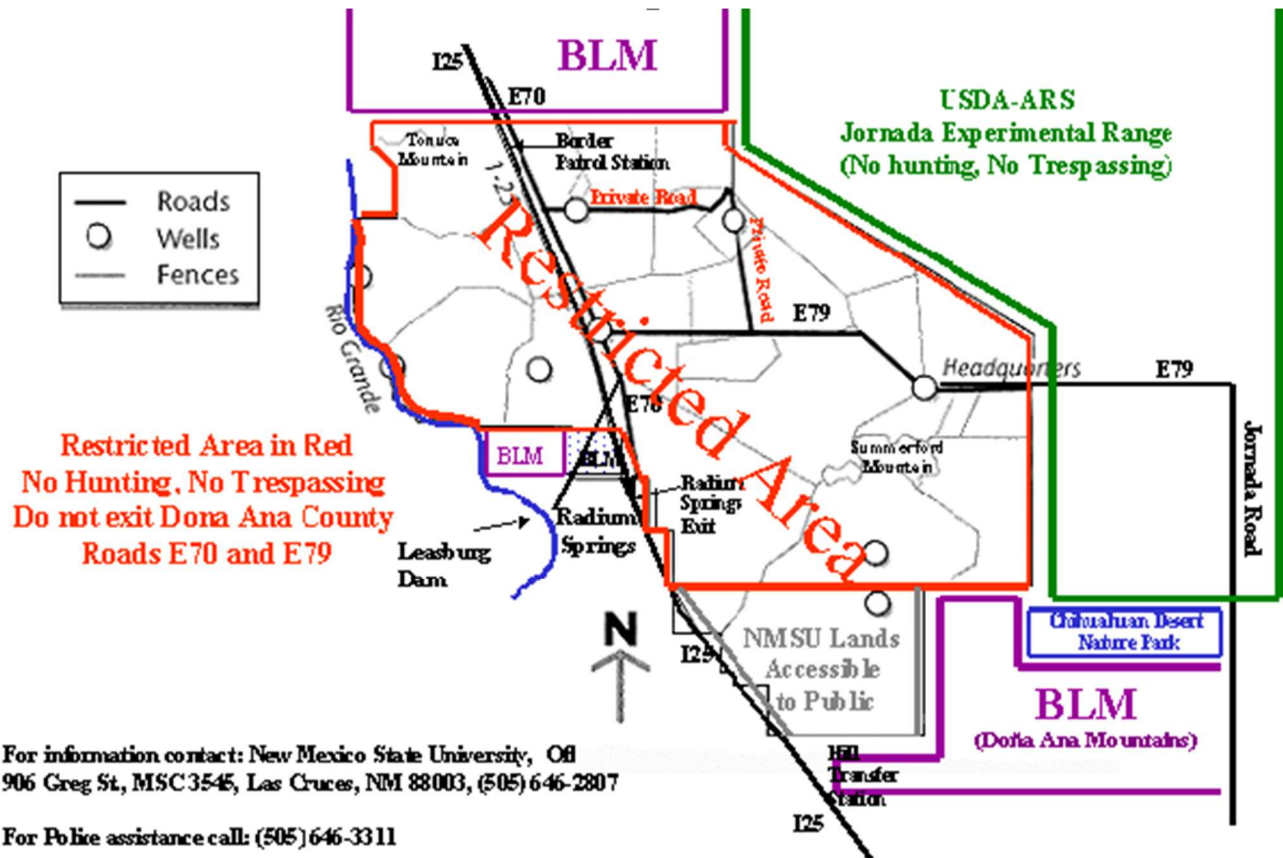 BLM
I25
E70
USDA-ARS
Jornada Experimental Range
(No hunting, No Trespassing)
Tonuco
Mountain
Border
Patrol Station
I-25
Private Road
Private Road
Roads
Wells
Fences
Restricted Area
Rio Grande
E79
Headquarters
E79
E70
Jornada Road
Restricted Area in Red
No Hunting, No Trespassing
Do not exit Dona Ana County
Roads E70 and E79
BLM
BLM
Summerford
Mountain
Radium
Springs
Exit
Radium
Springs
Leasburg
Dam
N
NMSU Lands
Accessible
to Public
I25
Chihuahuan Desert
Nature Park
BLM
(Doña Ana Mountains)
Transfer
Station
I25
For information contact: New Mexico State University,
906 Greg St, MSC 3545, Las Cruces, NM 88003, (505) 646-2807
For Police assistance call: (505) 646-3311